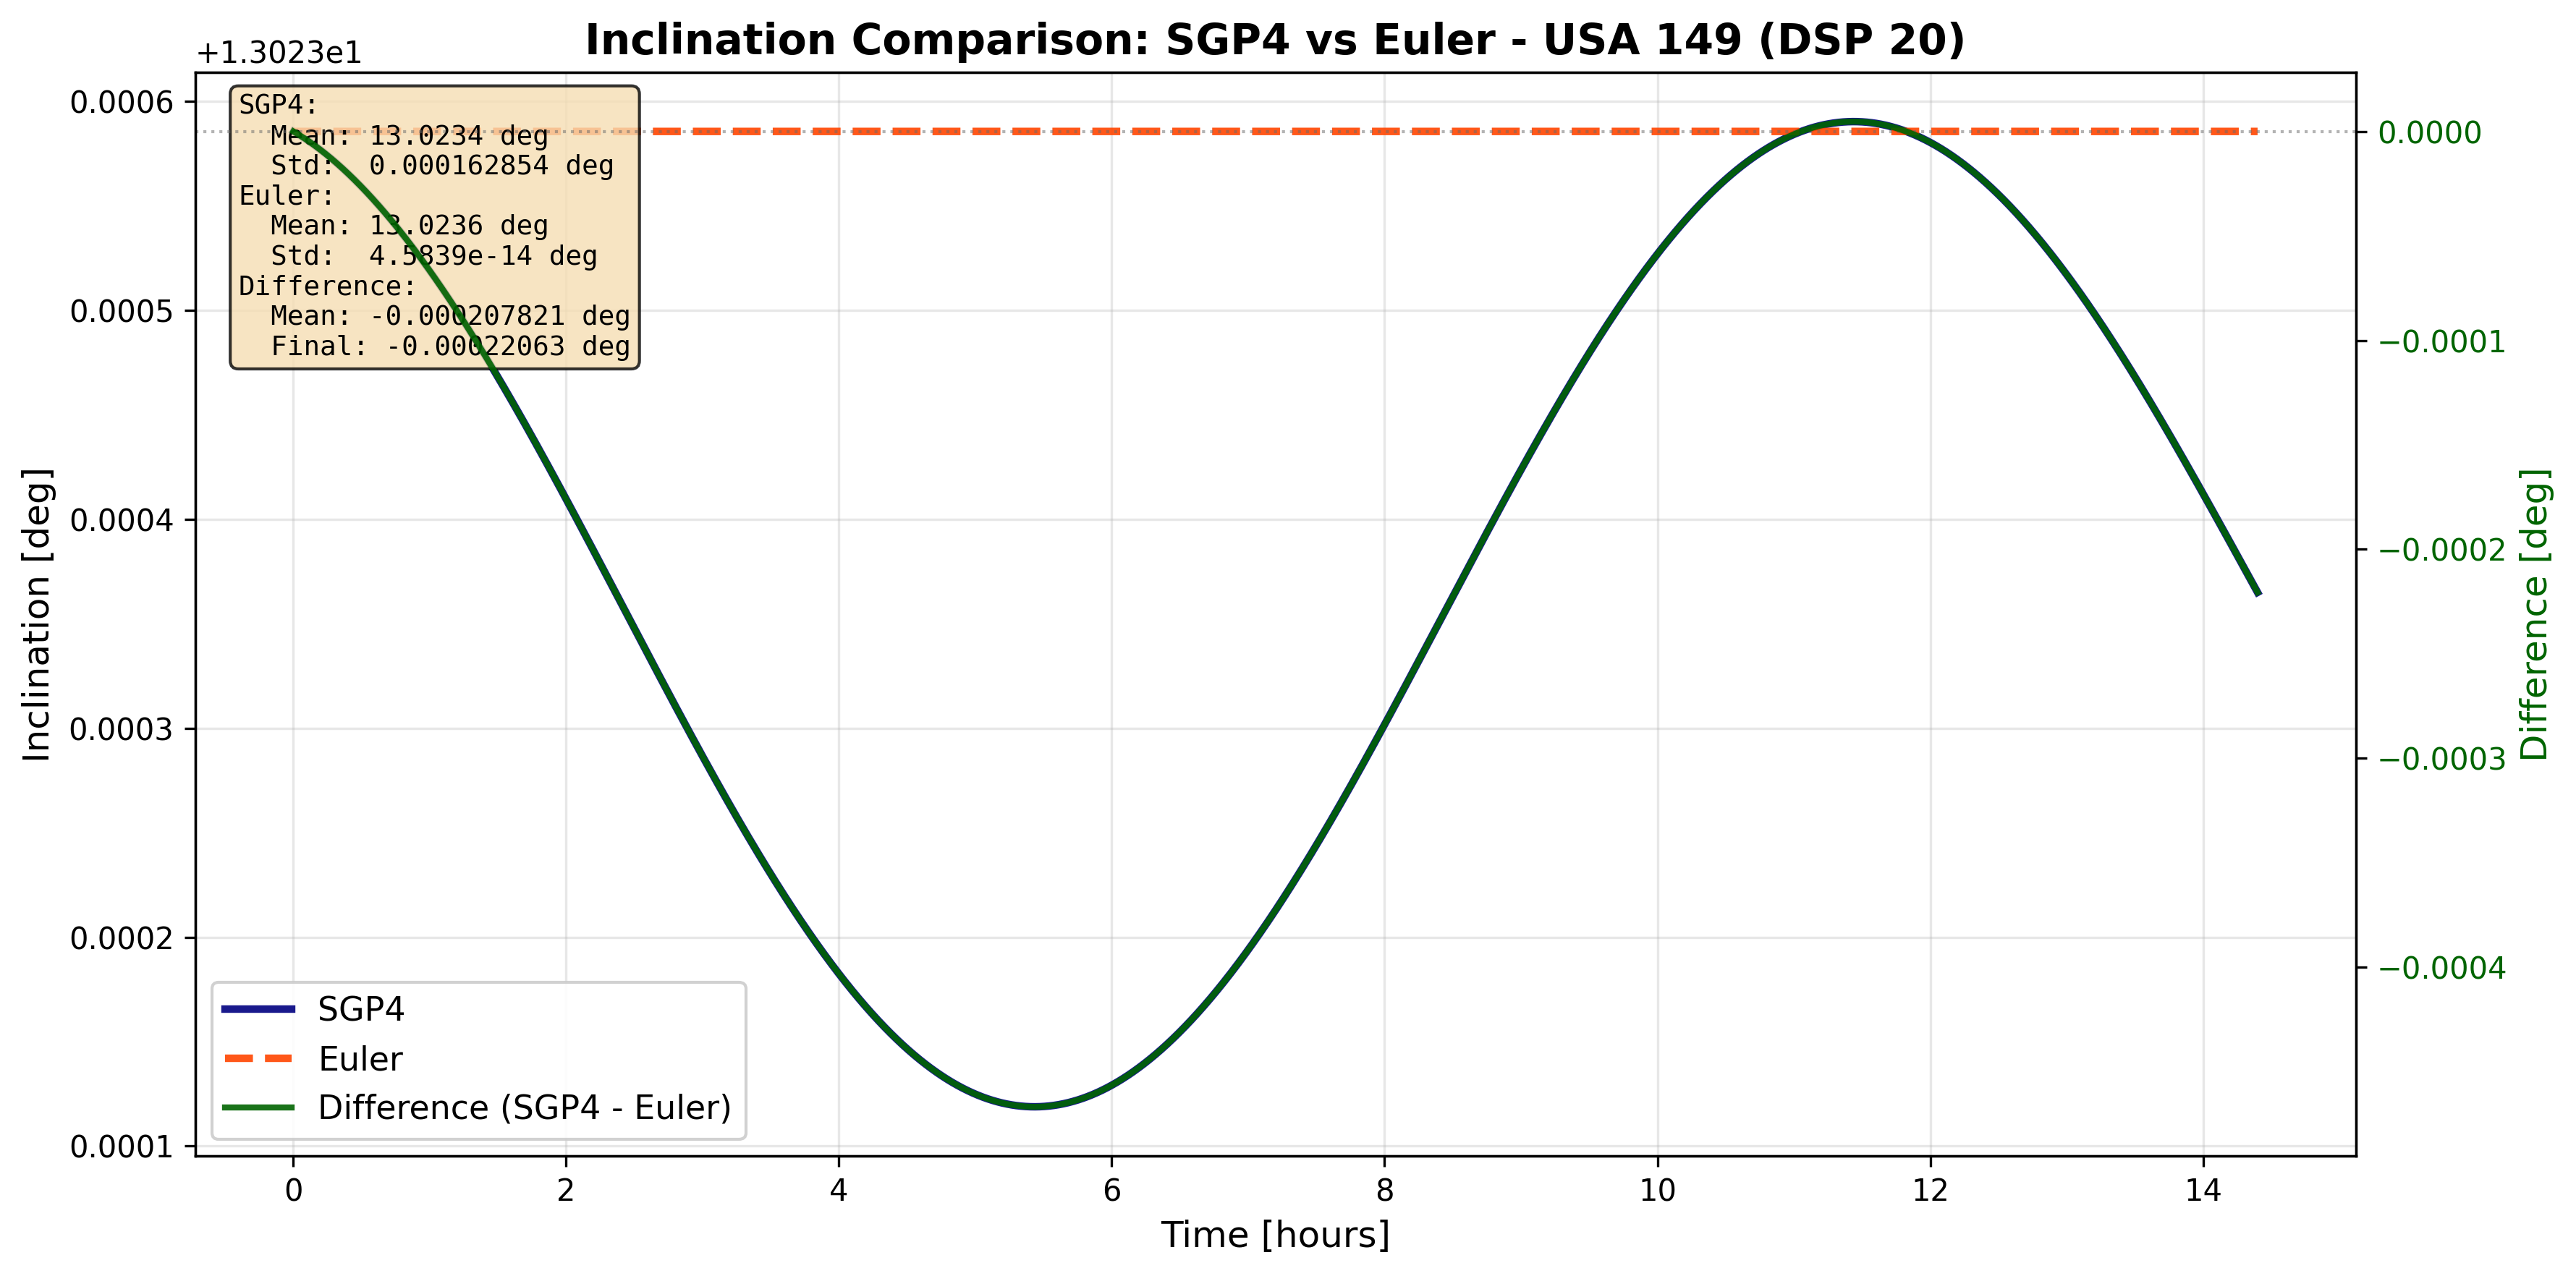 Inclination Comparison: SGP4 vs Euler - USA 149 (DSP 20)
+1.3023e1
SGP4:
Mean: 13.0234 deg
Std: 0.000162854 deg
Euler:
Mean: 13.0236 deg
Std: 4.5839e-14 deg
Difference:
Mean: -0.000207821 deg
Final: -0.00022063 deg
0.0006
0.0005
0.0004
0.0003
0.0002
0.0001
Inclination [deg]
0.0000
−0.0001
−0.0002
−0.0003
−0.0004
Difference [deg]
SGP4
Euler
Difference (SGP4 - Euler)
0 2 4 6 8 10 12 14
Time [hours]